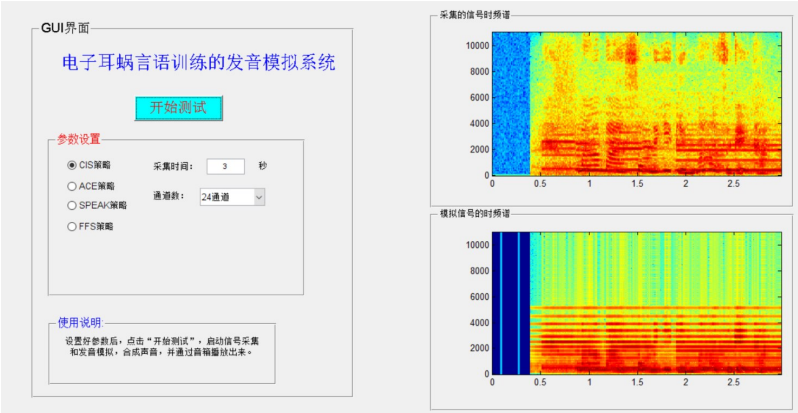 GUI界面
电子耳蜗言语训练的发音模拟系统
开始测试
参数设置
CIS策略
采集时间： 3 秒
ACE策略
通道数： 24通道
SPEAK策略
FFS策略
使用说明:
设置好参数后，点击“开始测试”，启动信号采集
和发音模拟，合成声音，并通过音箱播放出来。
采集的信号时频谱
10000
8000
6000
4000
2000
0
0 0.5 1 1.5 2 2.5
模拟信号的时频谱
10000
8000
6000
4000
2000
0
0 0.5 1 1.5 2 2.5